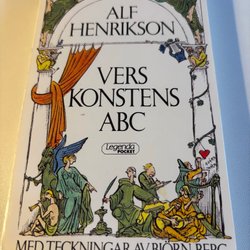 ALF
HENRIKSON
VERS
KONSTENS
ABC
Legenda
POCKET
MED TECKNINGAR AV BJÖRN BERG